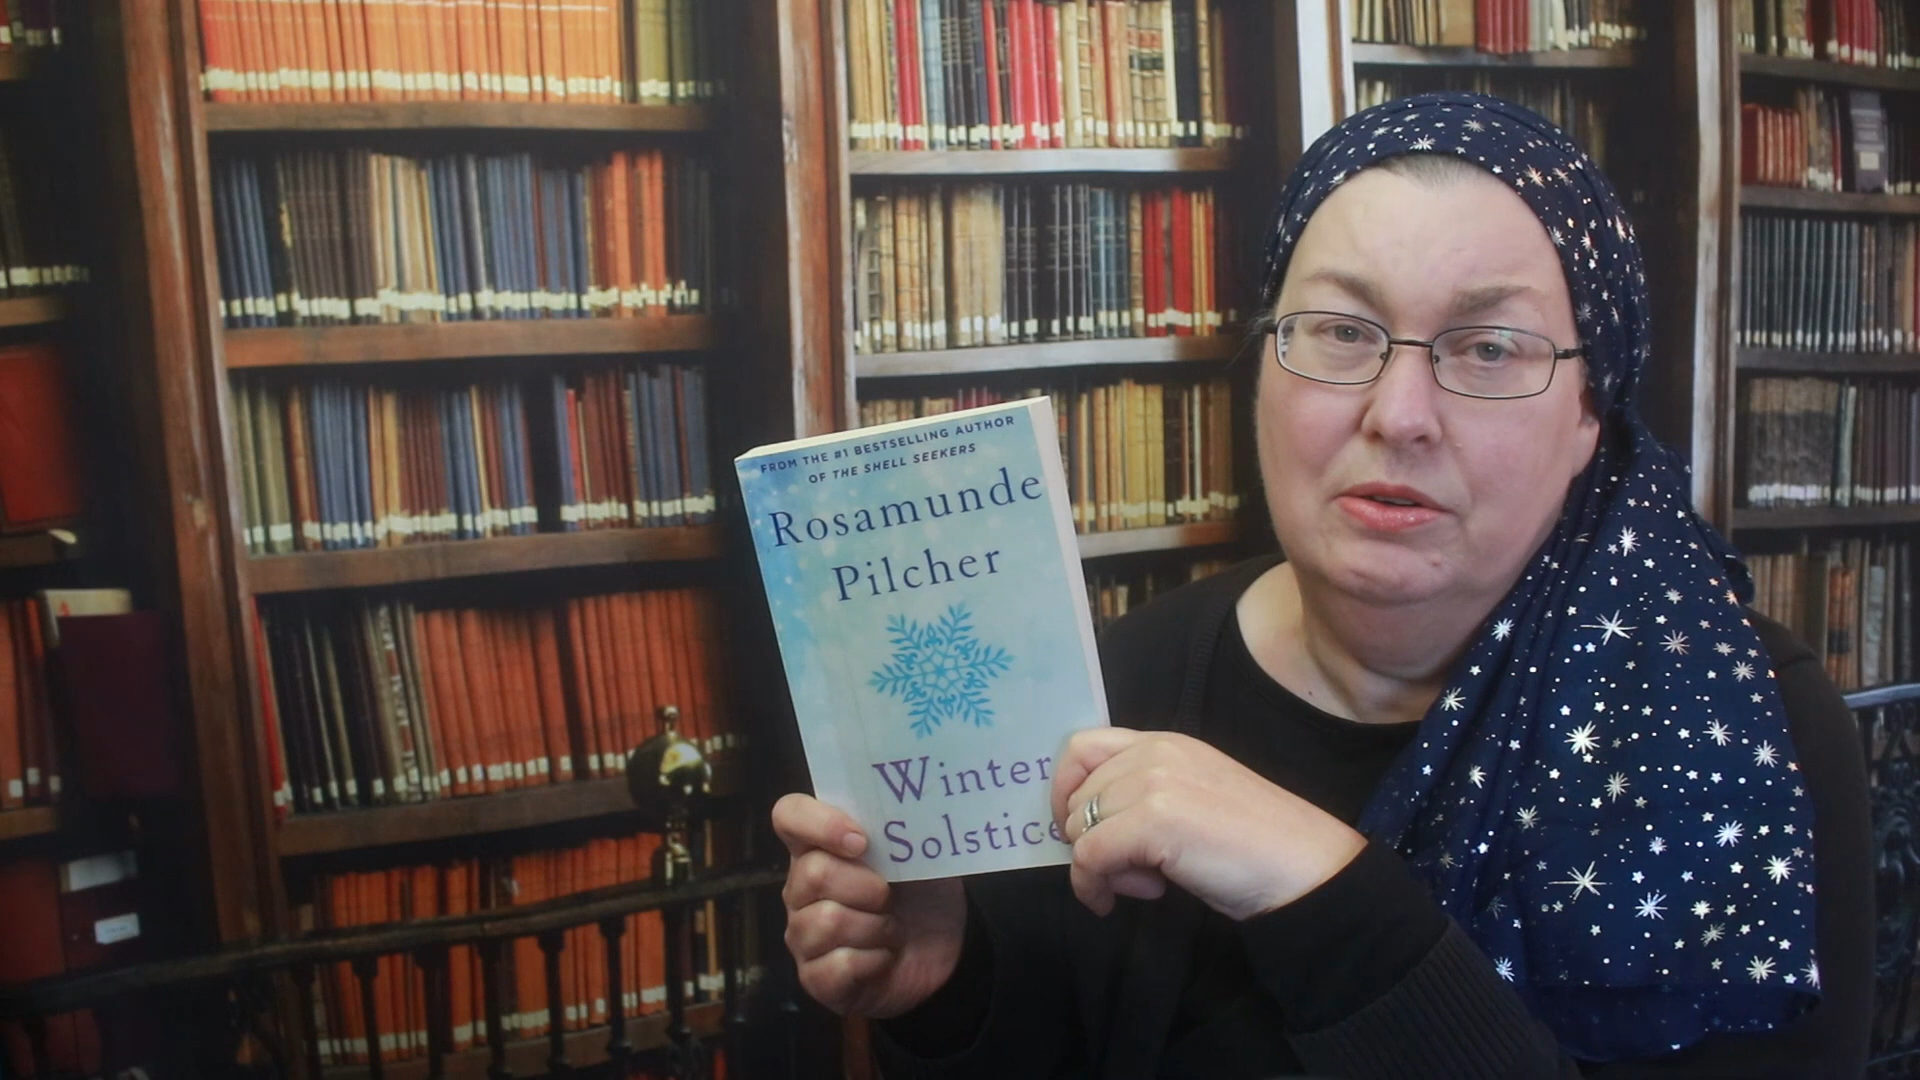 FROM THE #1 BESTSELLING AUTHOR
OF THE SHELL SEEKERS
Rosamunde
Pilcher
Winter
Solstice